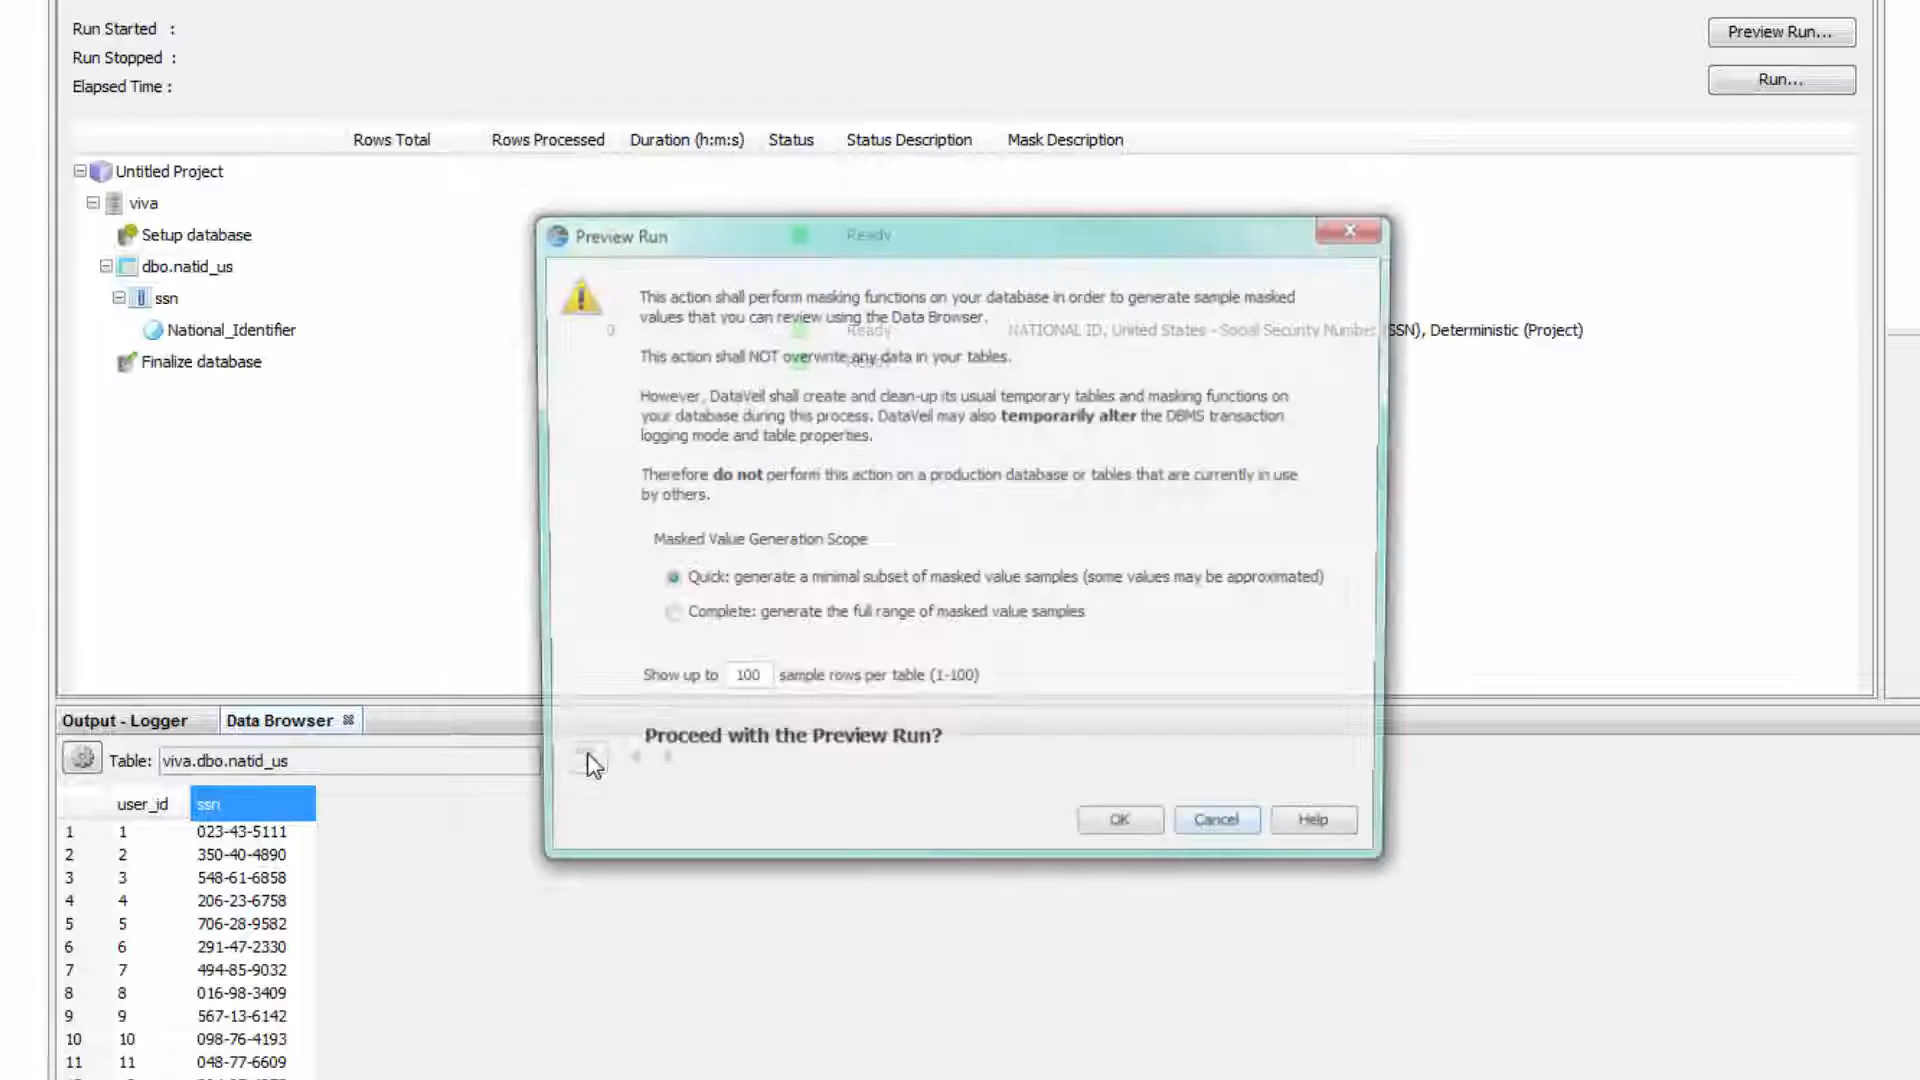 Run Started :
Preview Run...
Run Stopped :
Elapsed Time :
Run...
Rows Total Rows Processed Duration (h:m:s) Status Status Description Mask Description
Untitled Project
viva
Setup database
Preview Run
Ready
dbo.natid_us
ssn
This action shall perform masking functions on your database in order to generate sample masked
values that you can review using the Data Browser.
National_Identifier
0 Ready NATIONAL ID, United States - Social Security Number (SSN), Deterministic (Project)
Finalize database
Ready
This action shall NOT overwrite any data in your tables.
However, DataVeil shall create and clean-up its usual temporary tables and masking functions on
your database during this process. DataVeil may also temporarily alter the DBMS transaction
logging mode and table properties.
Therefore do not perform this action on a production database or tables that are currently in use
by others.
Masked Value Generation Scope
Quick: generate a minimal subset of masked value samples (some values may be approximated)
Complete: generate the full range of masked value samples
Show up to 100 sample rows per table (1-100)
Proceed with the Preview Run?
OK Cancel Help
Output - Logger Data Browser
Table: viva.dbo.natid_us
user_id ssn
1 1 023-43-5111
2 2 350-40-4890
3 3 548-61-6858
4 4 206-23-6758
5 5 706-28-9582
6 6 291-47-2330
7 7 494-85-9032
8 8 016-98-3409
9 9 567-13-6142
10 10 098-76-4193
11 11 048-77-6609